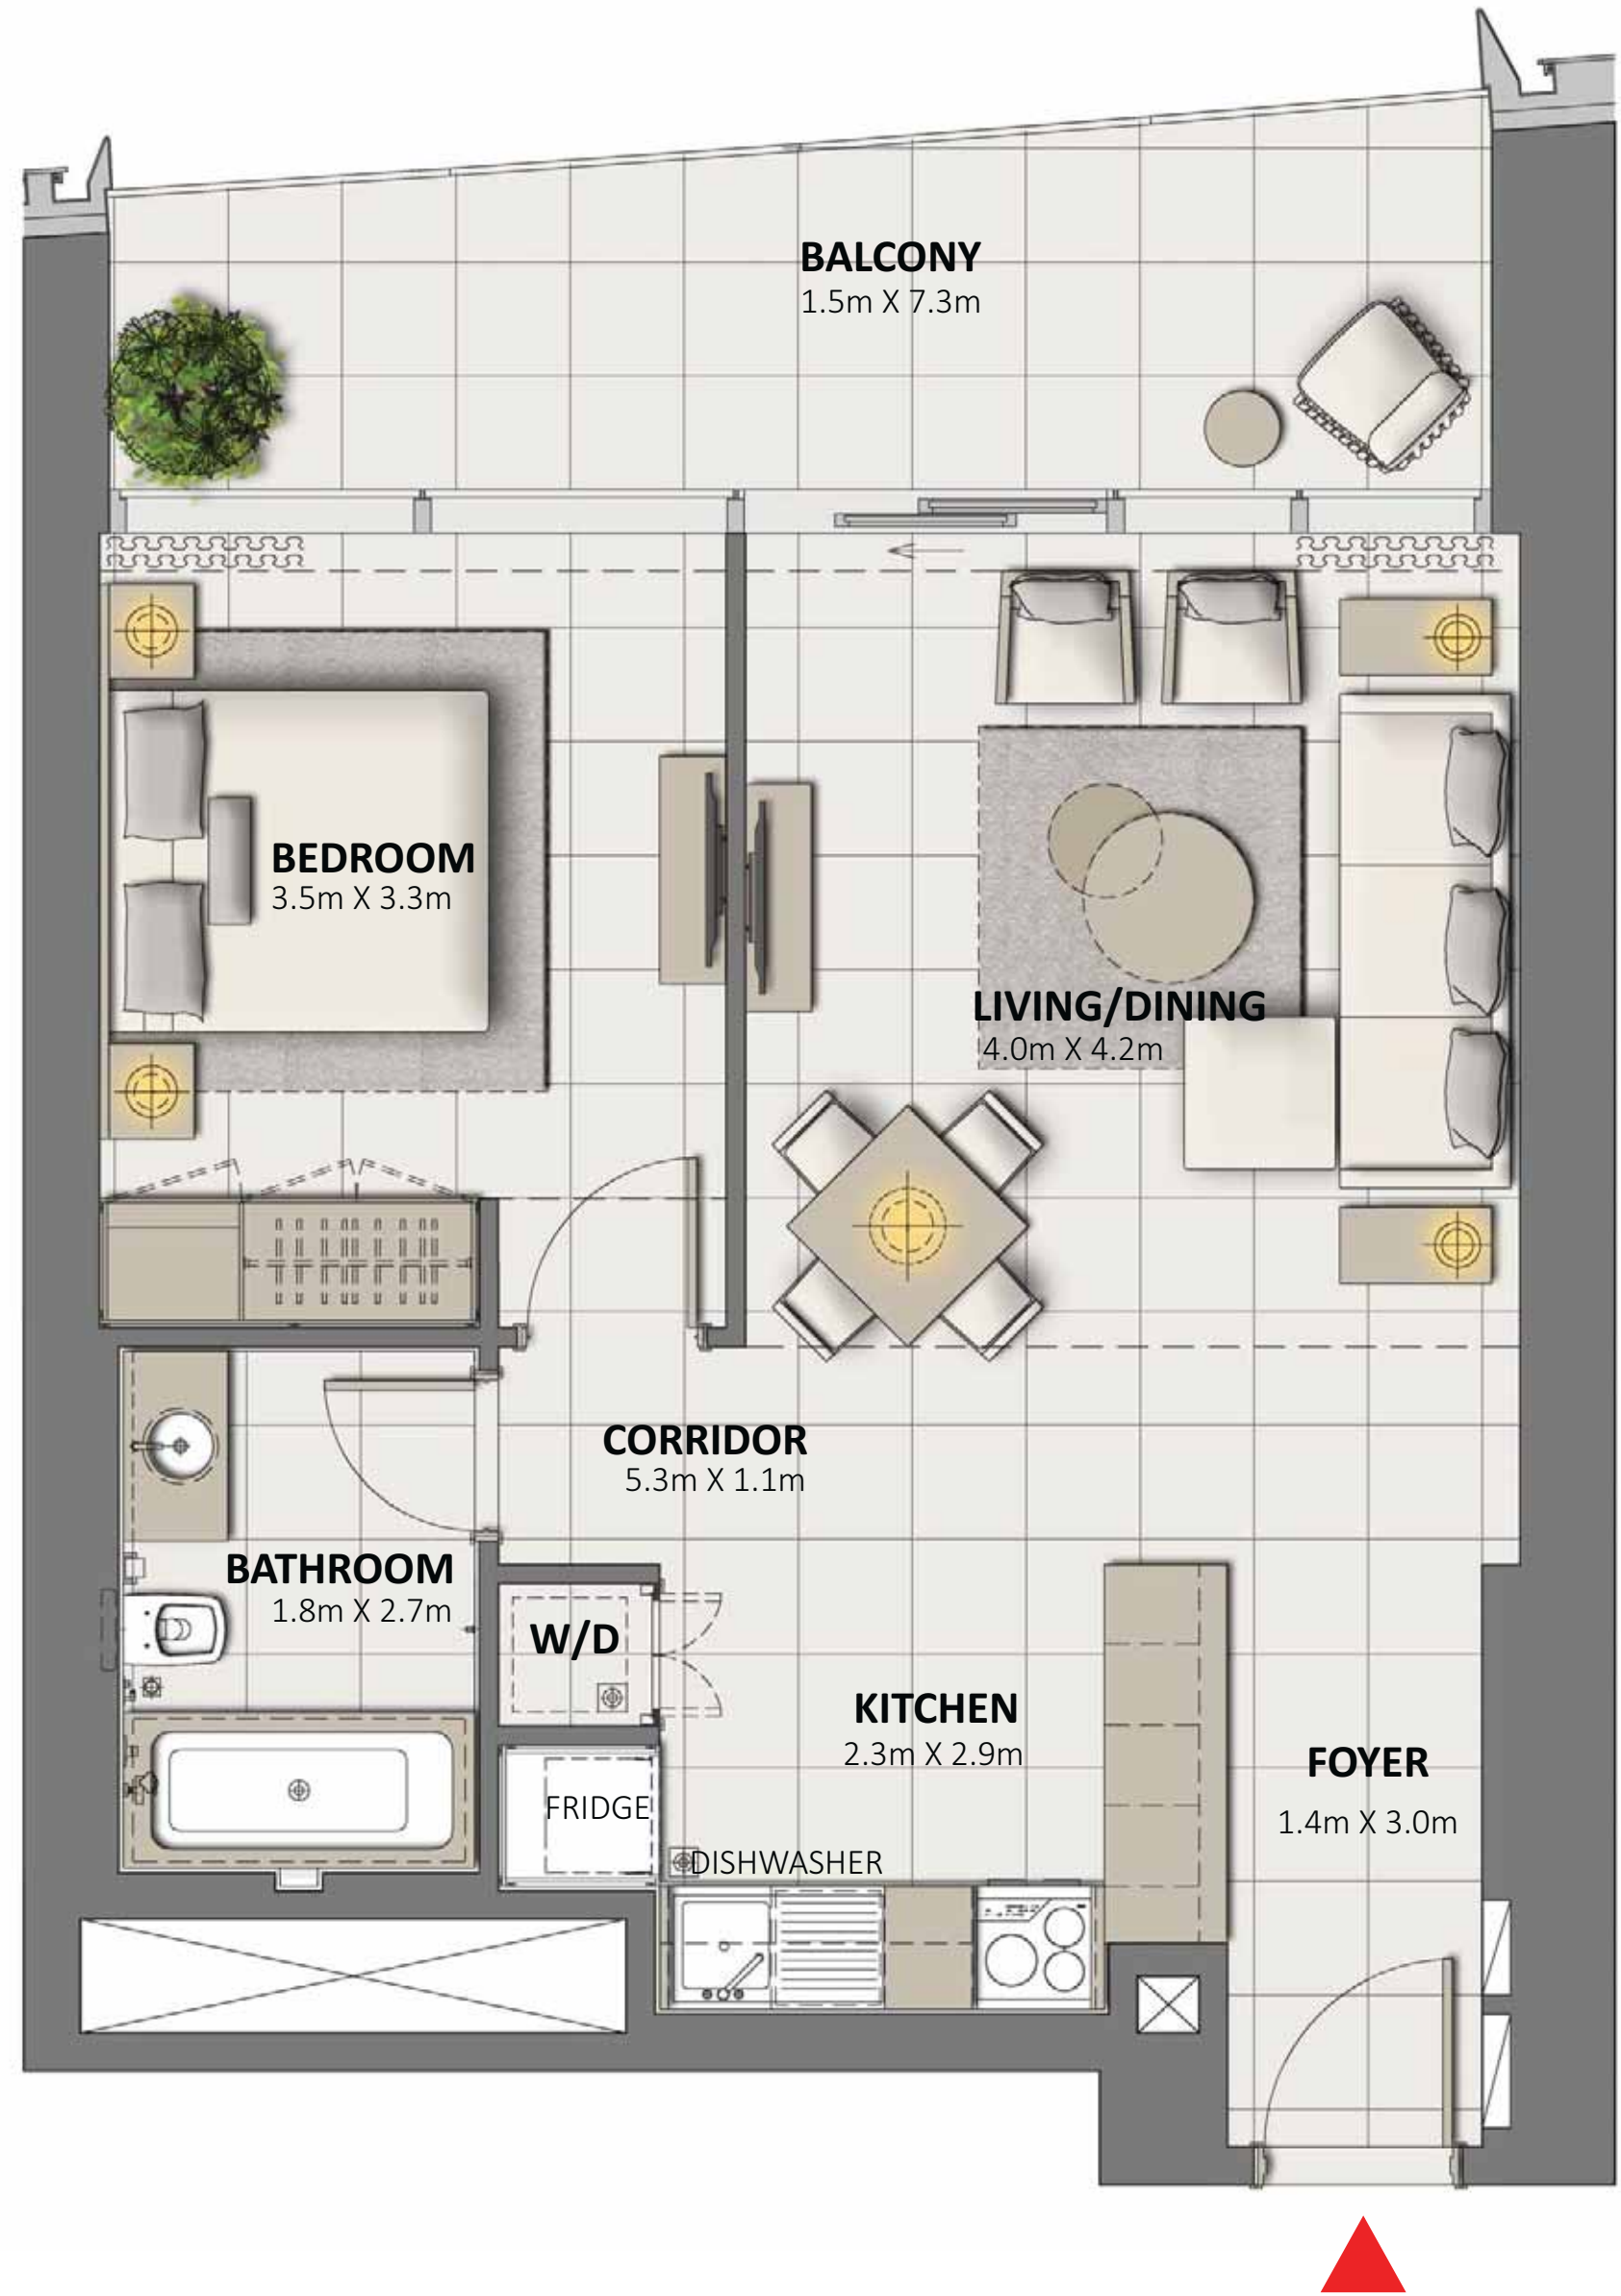 BALCONY
1.5m X 7.3m
BEDROOM
3.5m X 3.3m
LIVING/DINING
4.0m X 4.2m
CORRIDOR
5.3m X 1.1m
BATHROOM
1.8m X 2.7m
W/D
KITCHEN
2.3m X 2.9m
FOYER
1.4m X 3.0m
FRIDGE
DISHWASHER